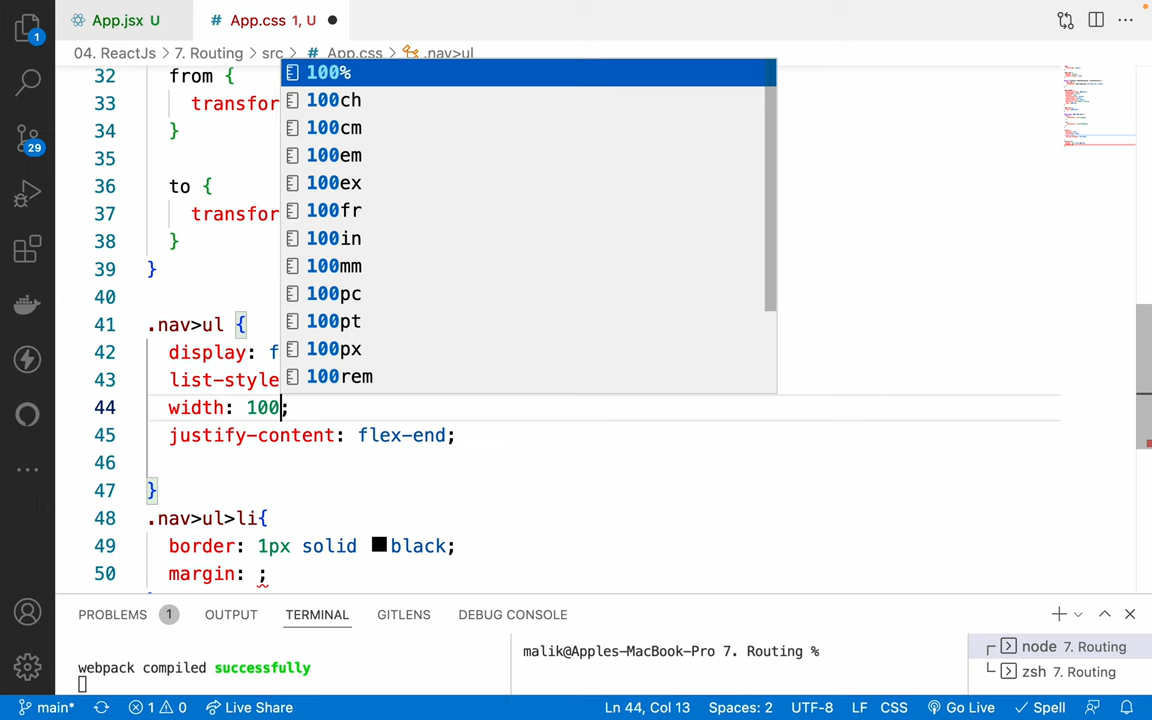 App.jsx U
# App.css 1, U
1
04. ReactJs > 7. Routing > src > # App.css > .nav>ul
32 from {
33 transfor
34 }
35
36 to {
37 transfor
38 }
39 }
40
41 .nav>ul {
42 display: f
43 list-style
44 width: 100;
45 justify-content: flex-end;
46
47 }
48 .nav>ul>li{
49 border: 1px solid black;
50 margin: ;
100%
100ch
100cm
100em
100ex
100fr
100in
100mm
100pc
100pt
100px
100rem
29
PROBLEMS 1 OUTPUT TERMINAL GITLENS DEBUG CONSOLE
webpack compiled successfully
malik@Apples-MacBook-Pro 7. Routing %
node 7. Routing
zsh 7. Routing
main* 1 0 Live Share Ln 44, Col 13 Spaces: 2 UTF-8 LF CSS Go Live Spell